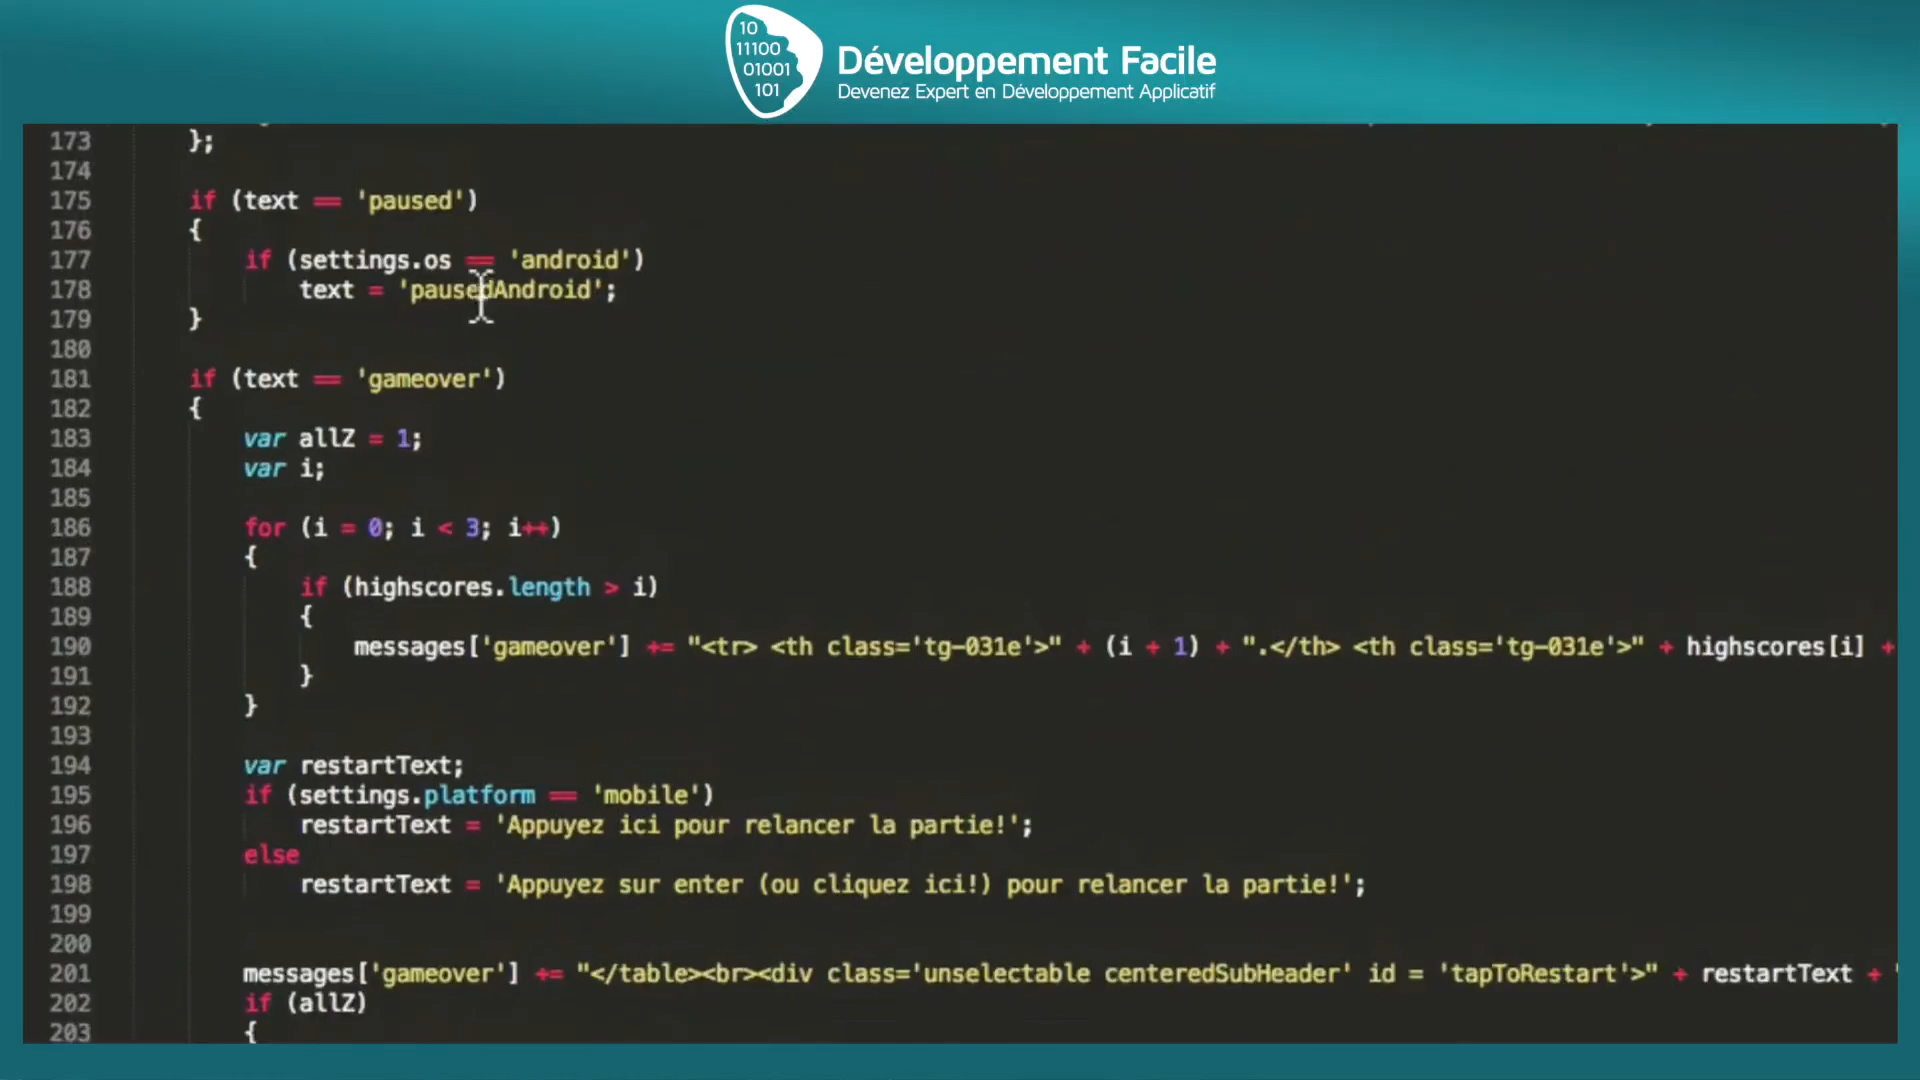 10
11100
01001
101
Développement Facile
Devenez Expert en Développement Applicatif
173 };
174
175 if (text == 'paused')
176 {
177 if (settings.os == 'android')
178 text = 'pausedAndroid';
179 }
180
181 if (text == 'gameover')
182 {
183 var allZ = 1;
184 var i;
185
186 for (i = 0; i < 3; i++)
187 {
188 if (highscores.length > i)
189 {
190 messages['gameover'] += "<tr> <th class='tg-031e'>" + (i + 1) + ".</th> <th class='tg-031e'>" + highscores[i] +
191 }
192 }
193
194 var restartText;
195 if (settings.platform == 'mobile')
196 restartText = 'Appuyez ici pour relancer la partie!';
197 else
198 restartText = 'Appuyez sur enter (ou cliquez ici!) pour relancer la partie!';
199
200
201 messages['gameover'] += "</table><br><div class='unselectable centeredSubHeader' id = 'tapToRestart'>" + restartText +
202 if (allZ)
203 {